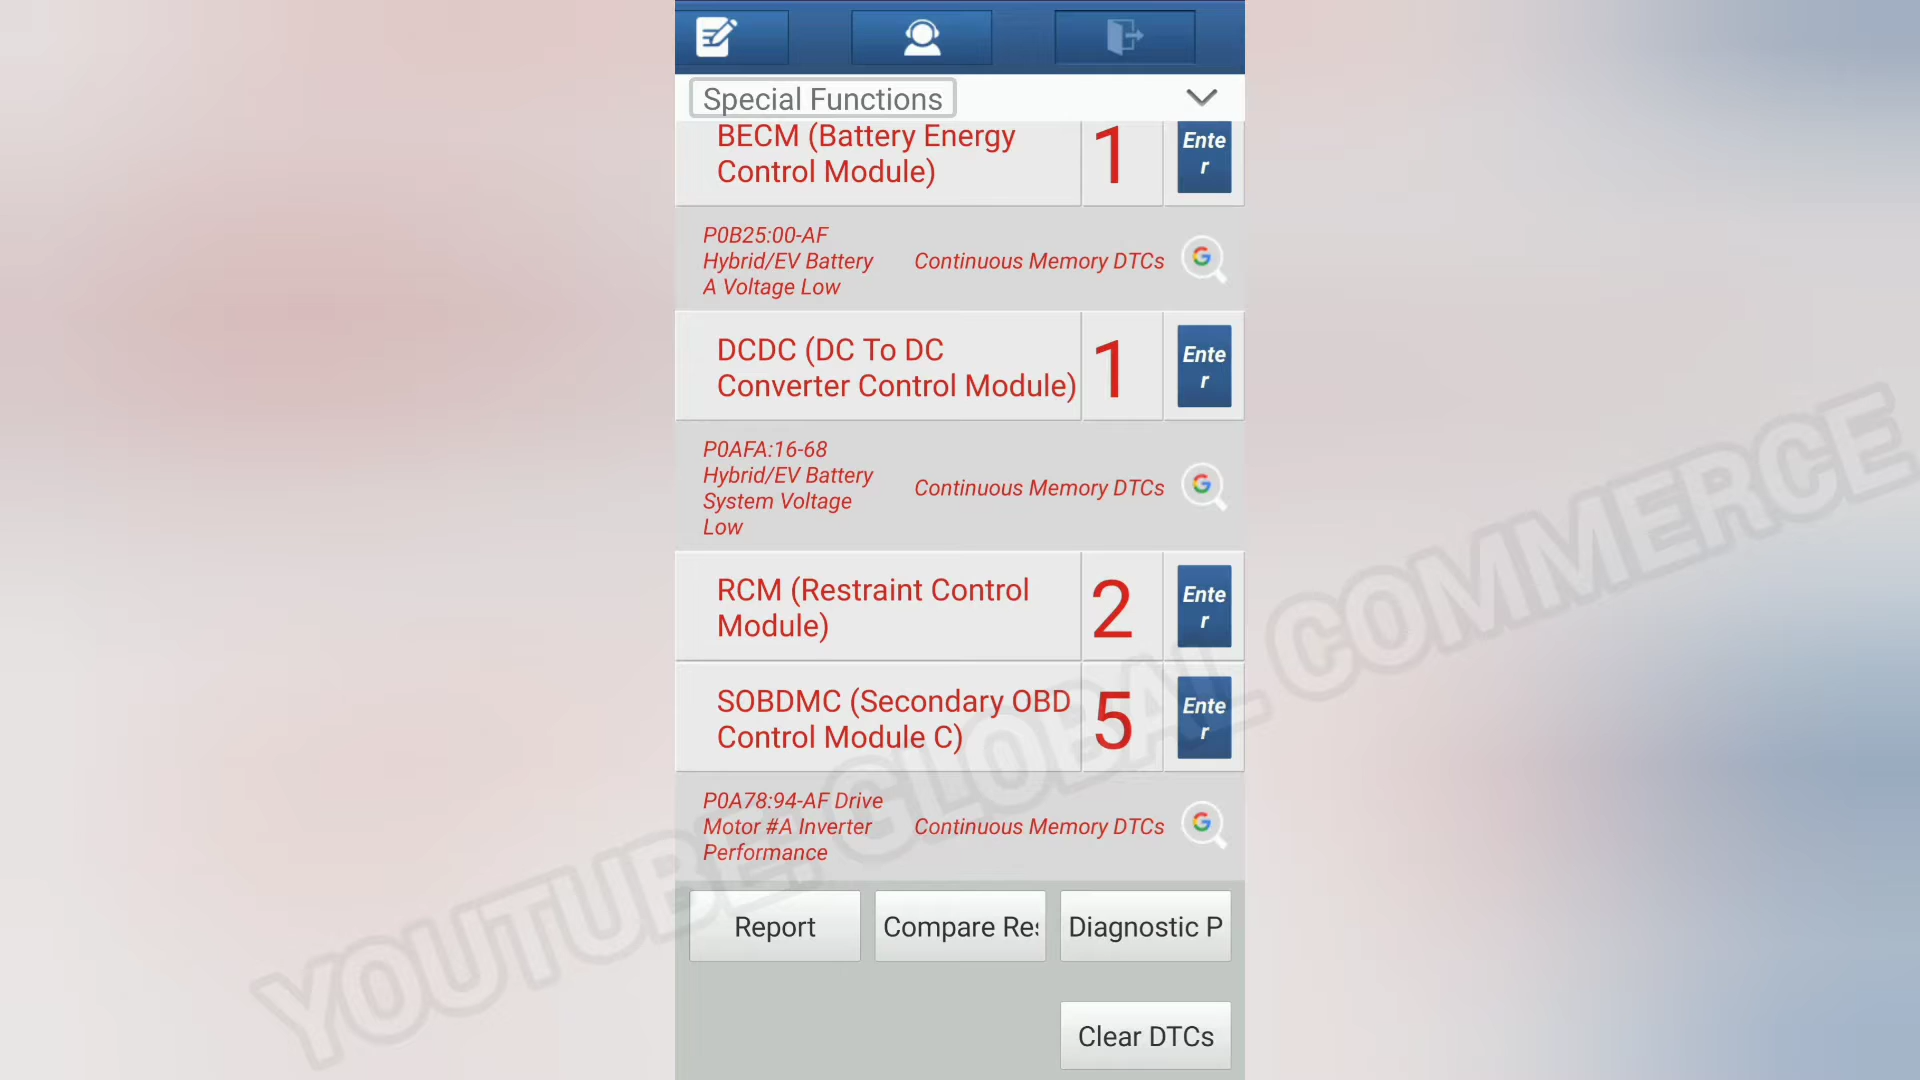 Special Functions
BECM (Battery Energy
Control Module)
1
Ente
r
P0B25:00-AF
Hybrid/EV Battery
A Voltage Low
Continuous Memory DTCs
G
DCDC (DC To DC
Converter Control Module)
1
Ente
r
P0AFA:16-68
Hybrid/EV Battery
System Voltage
Low
Continuous Memory DTCs
G
RCM (Restraint Control
Module)
2
Ente
r
SOBDMC (Secondary OBD
Control Module C)
5
Ente
r
P0A78:94-AF Drive
Motor #A Inverter
Performance
Continuous Memory DTCs
G
Report
Compare Res
Diagnostic P
Clear DTCs
YOUTUBE: GLOBAL COMMERCE